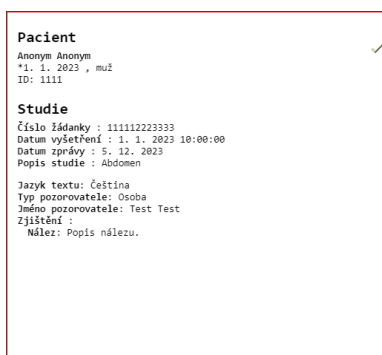 Pacient
Anonym Anonym
*1. 1. 2023 , muž
ID: 1111
Studie
Číslo žádanky : 111112223333
Datum vyšetření : 1. 1. 2023 10:00:00
Datum zprávy : 5. 12. 2023
Popis studie : Abdomen
Jazyk textu: Čeština
Typ pozorovatele: Osoba
Jméno pozorovatele: Test Test
Zjištění :
Nález: Popis nálezu.